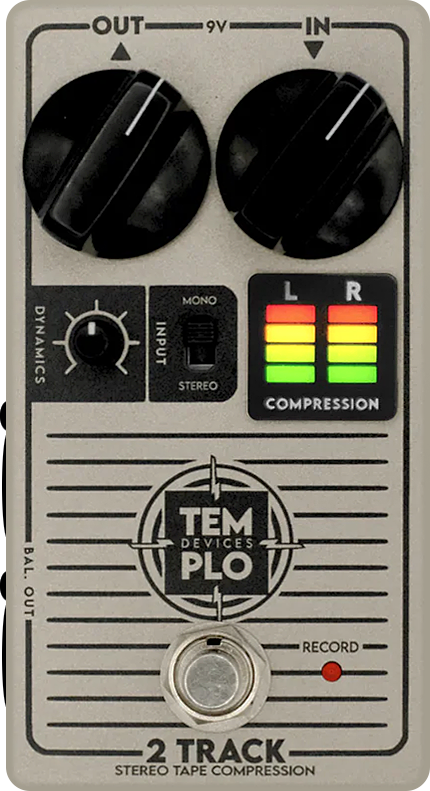 OUT 9V IN
L R
MONO
DYNAMICS
INPUT
STEREO
COMPRESSION
TEM
DEVICES
PLO
BAL. OUT
RECORD
2 TRACK
STEREO TAPE COMPRESSION